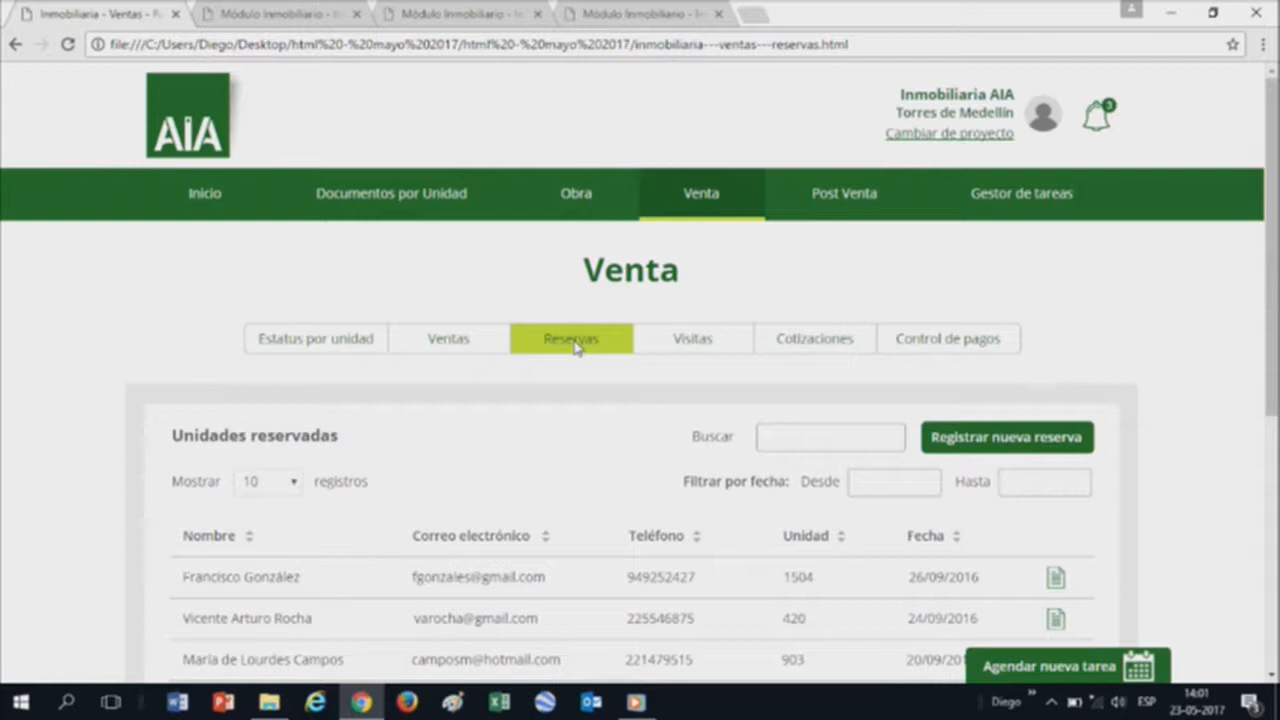 Inmobiliaria - Ventas - R
Módulo Inmobiliario - I
Módulo Inmobiliario - I
Módulo Inmobiliario - I
file:///C:/Users/Diego/Desktop/html%20-%20mayo%202017/html%20-%20mayo%202017/inmobiliaria---ventas---reservas.html
AIA
Inmobiliaria AIA
Torres de Medellín
Cambiar de proyecto
3
Inicio Documentos por Unidad Obra Venta Post Venta Gestor de tareas
Venta
Estatus por unidad Ventas Reservas Visitas Cotizaciones Control de pagos
Unidades reservadas Buscar Registrar nueva reserva
Mostrar 10 registros Filtrar por fecha: Desde Hasta
Nombre Correo electrónico Teléfono Unidad Fecha
Francisco González fgonzales@gmail.com 949252427 1504 26/09/2016
Vicente Arturo Rocha varocha@gmail.com 225546875 420 24/09/2016
María de Lourdes Campos camposm@hotmail.com 221479515 903 20/09/201
Agendar nueva tarea
Diego ESP 14:01
23-05-2017